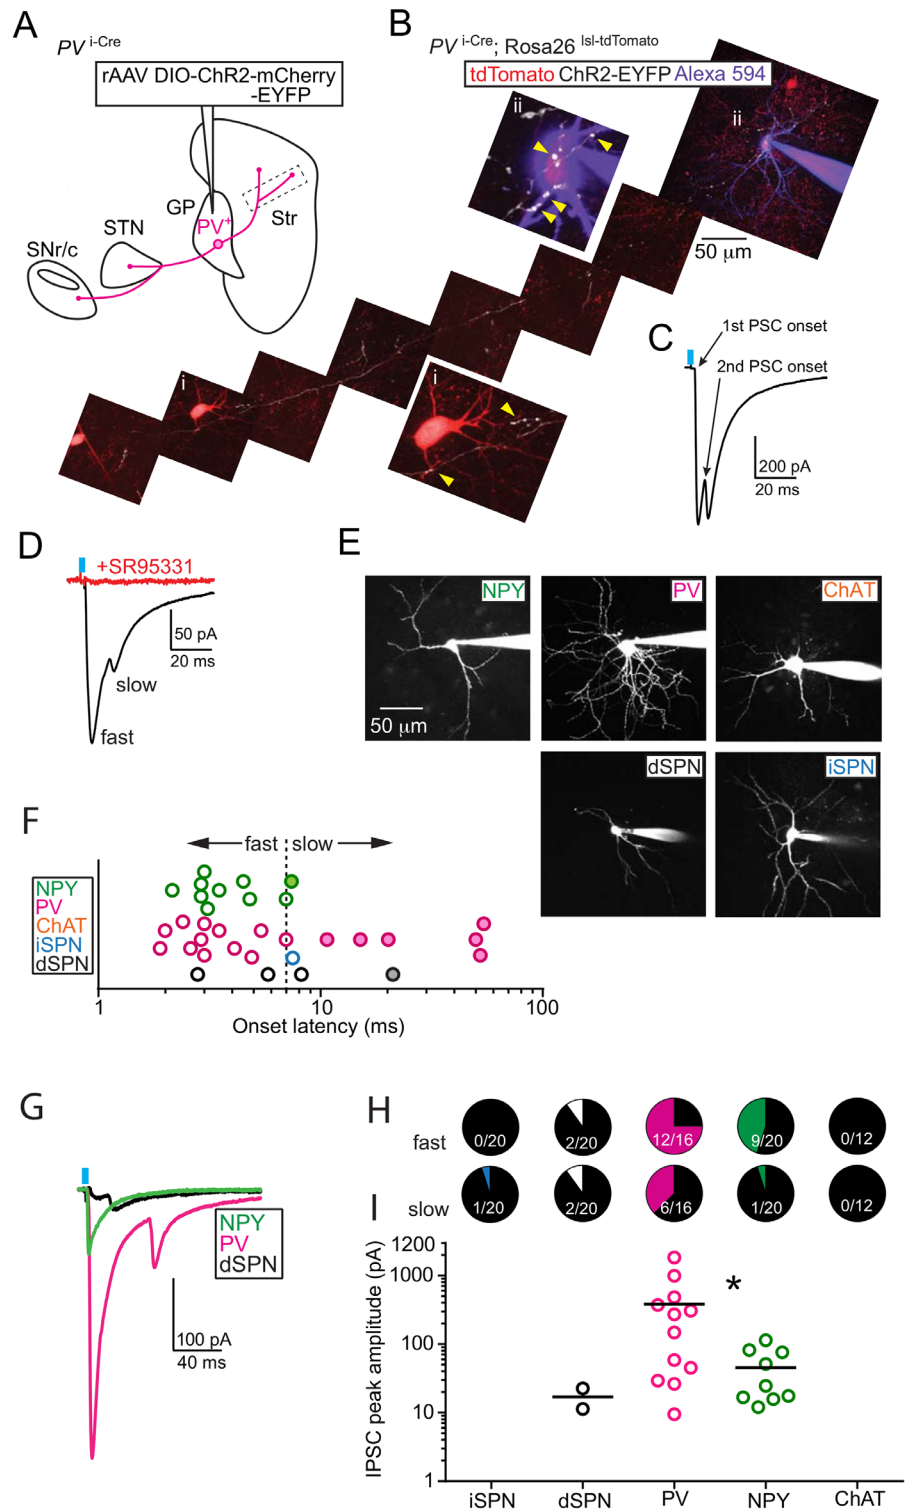 A
PV i-Cre
rAAV DIO-ChR2-mCherry
-EYFP
GP
PV+
STN
Str
SNr/c
B
PV i-Cre; Rosa26 lsl-tdTomato
tdTomato ChR2-EYFP Alexa 594
ii
ii
50 μm
i
i
C
1st PSC onset
2nd PSC onset
200 pA
20 ms
D
+SR95331
50 pA
20 ms
slow
fast
E
NPY
PV
ChAT
50 μm
dSPN
iSPN
F
fast slow
NPY
PV
ChAT
iSPN
dSPN
1 10 100
Onset latency (ms)
G
NPY
PV
dSPN
100 pA
40 ms
H
fast
0/20 2/20 12/16 9/20 0/12
I
slow
1/20 2/20 6/16 1/20 0/12
IPSC peak amplitude (pA)
1200
1000
100
10
1
*
iSPN dSPN PV NPY ChAT